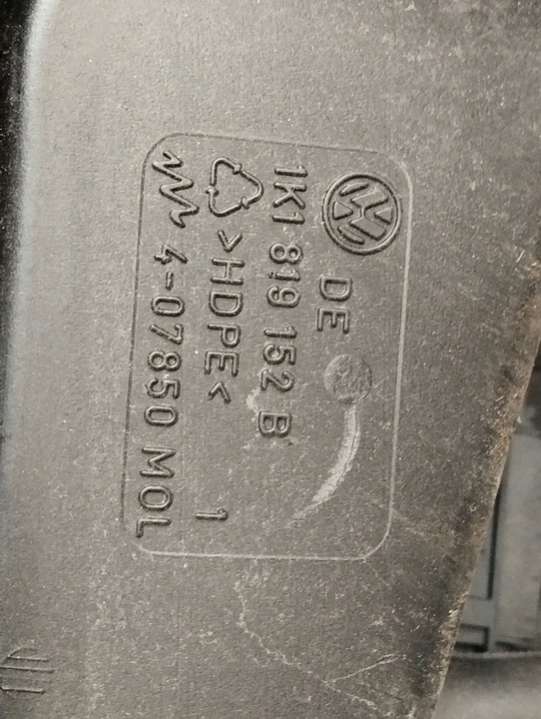 DE
1K1 819 152 B
>HDPE< 1
4-07850 MOL